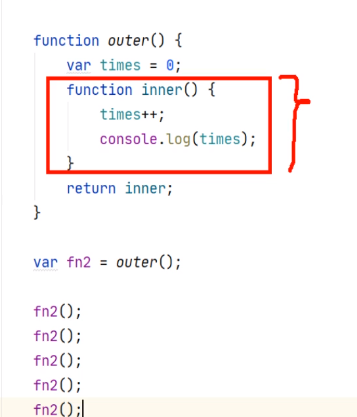 function outer() {
var times = 0;
function inner() {
times++;
console.log(times);
}
return inner;
}
var fn2 = outer();
fn2();
fn2();
fn2();
fn2();
fn2();